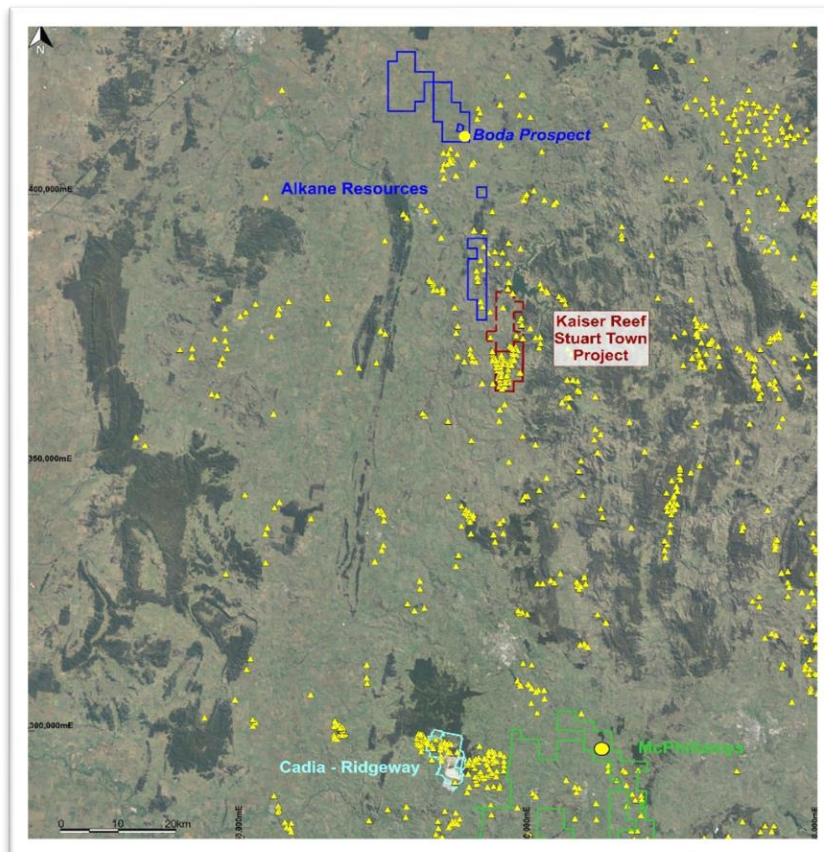 N
Boda Prospect
400,000mE
Alkane Resources
Kaiser Reef
Stuart Town
Project
350,000mE
300,000mE
McPhillamys
Cadia - Ridgeway
0 10 20km